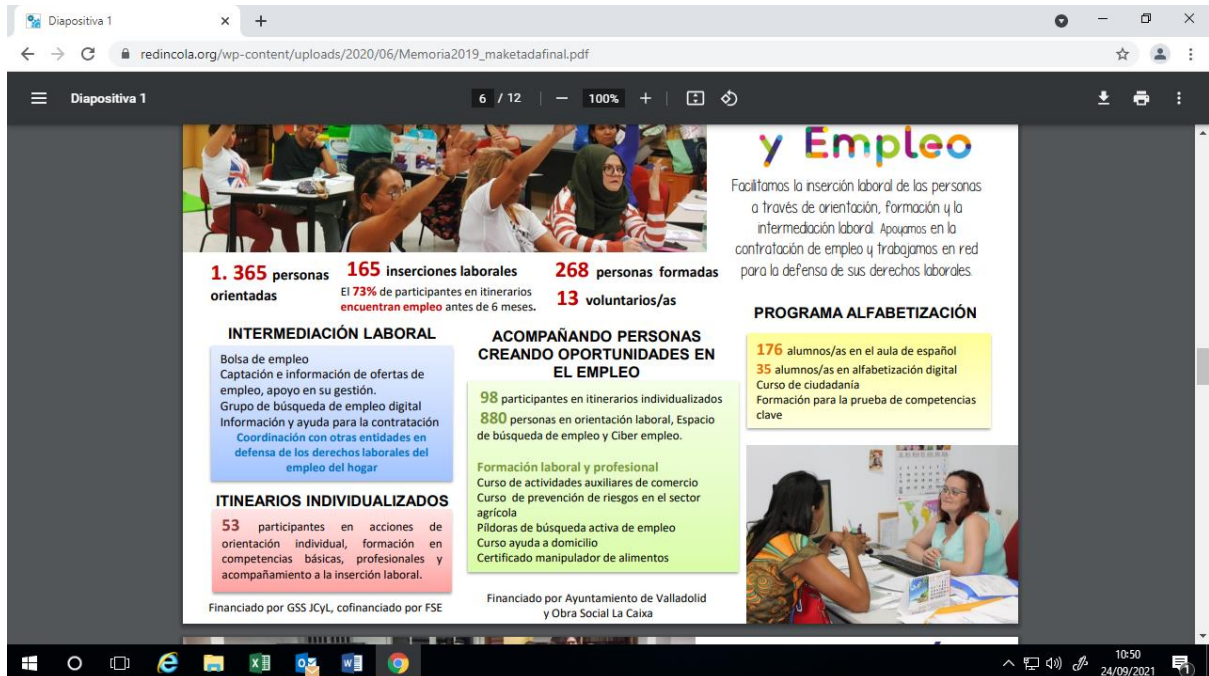 Diapositiva 1
redincola.org/wp-content/uploads/2020/06/Memoria2019_maketadafinal.pdf
Diapositiva 1
6 / 12
100%
y Empleo
Facilitamos la inserción laboral de las personas
a través de orientación, formación y la
intermediación laboral. Apoyamos en la
contratación de empleo y trabajamos en red
para la defensa de sus derechos laborales.
1. 365 personas
orientadas
165 inserciones laborales
El 73% de participantes en itinerarios
encuentran empleo antes de 6 meses.
268 personas formadas
13 voluntarios/as
INTERMEDIACIÓN LABORAL
Bolsa de empleo
Captación e información de ofertas de
empleo, apoyo en su gestión.
Grupo de búsqueda de empleo digital
Información y ayuda para la contratación
Coordinación con otras entidades en
defensa de los derechos laborales del
empleo del hogar
ITINEARIOS INDIVIDUALIZADOS
53 participantes en acciones de
orientación individual, formación en
competencias básicas, profesionales y
acompañamiento a la inserción laboral.
Financiado por GSS JCyL, cofinanciado por FSE
ACOMPAÑANDO PERSONAS
CREANDO OPORTUNIDADES EN
EL EMPLEO
98 participantes en itinerarios individualizados
880 personas en orientación laboral, Espacio
de búsqueda de empleo y Ciber empleo.
Formación laboral y profesional
Curso de actividades auxiliares de comercio
Curso de prevención de riesgos en el sector
agrícola
Píldoras de búsqueda activa de empleo
Curso ayuda a domicilio
Certificado manipulador de alimentos
Financiado por Ayuntamiento de Valladolid
y Obra Social La Caixa
PROGRAMA ALFABETIZACIÓN
176 alumnos/as en el aula de español
35 alumnos/as en alfabetización digital
Curso de ciudadanía
Formación para la prueba de competencias
clave
10:50
24/09/2021